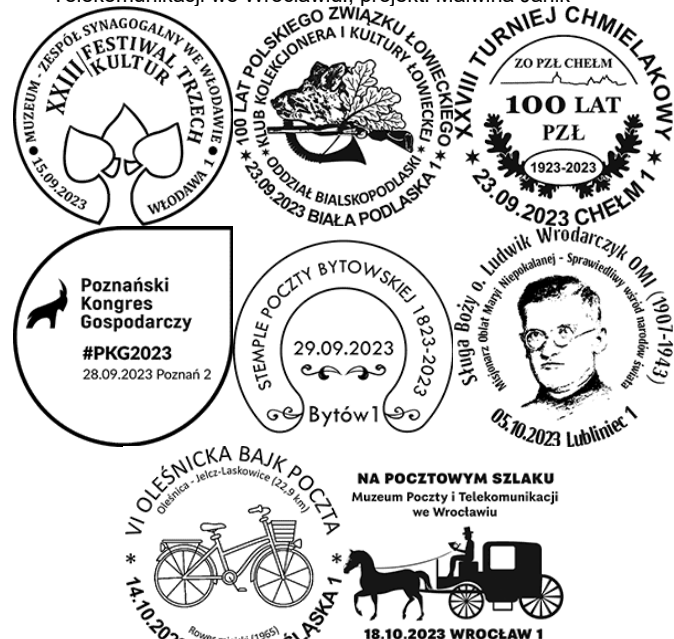 Telekomunikacji we Wrocławiu, projekt: Malwina Janik
MUZEUM - ZESPÓŁ SYNAGOGALNY WE WŁODAWIE
XXIII FESTIWAL TRZECH
KULTUR
15.09.2023
WŁODAWA 1
100 LAT POLSKIEGO ZWIĄZKU ŁOWIECKIEGO
KLUB KOLEKCJONERA I KULTURY ŁOWIECKIEJ
* ODDZIAŁ BIALSKOPODLASKI *
* 23.09.2023 BIAŁA PODLASKA 1 *
XXVIII TURNIEJ CHMIELAKOWY
ZO PZŁ CHEŁM
100 LAT
PZŁ
1923-2023
* 23.09.2023 CHEŁM 1 *
Poznański
Kongres
Gospodarczy
#PKG2023
28.09.2023 Poznań 2
STEMPLE POCZTY BYTOWSKIEJ 1823-2023
29.09.2023
Bytów 1
Sługa Boży o. Ludwik Wrodarczyk OMI (1907-1943)
Misjonarz Oblat Maryi Niepokalanej - Sprawiedliwy wśród narodów świata
05.10.2023 Lubliniec 1
VI OLEŚNICKA BAJK POCZTA
Oleśnica - Jelcz-Laskowice (22,9 km)
Rower (1965)
* 14.10.202 ŚLĄSKA 1 *
NA POCZTOWYM SZLAKU
Muzeum Poczty i Telekomunikacji
we Wrocławiu
18.10.2023 WROCŁAW 1